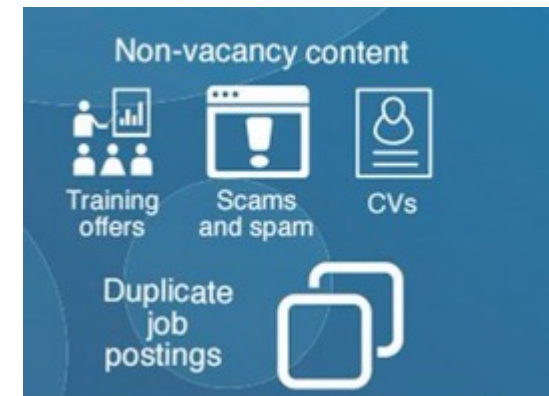 Non-vacancy content
Training
offers
Scams
and spam
CVs
Duplicate
job
postings